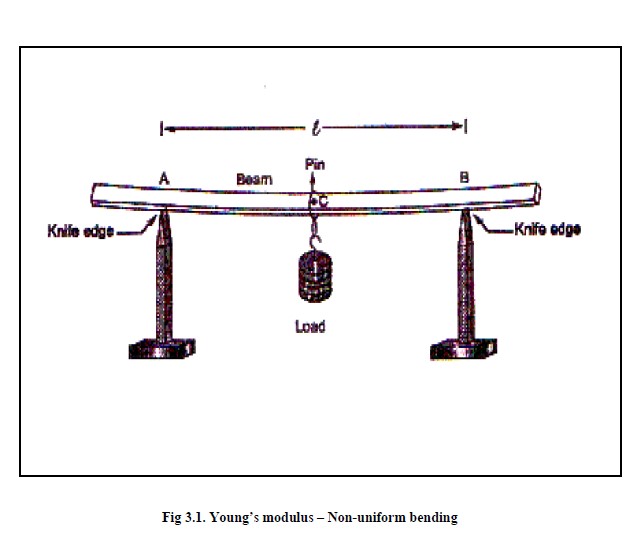 ℓ
Pin
A Beam B
C
Knife edge Knife edge
Load
Fig 3.1. Young's modulus – Non-uniform bending